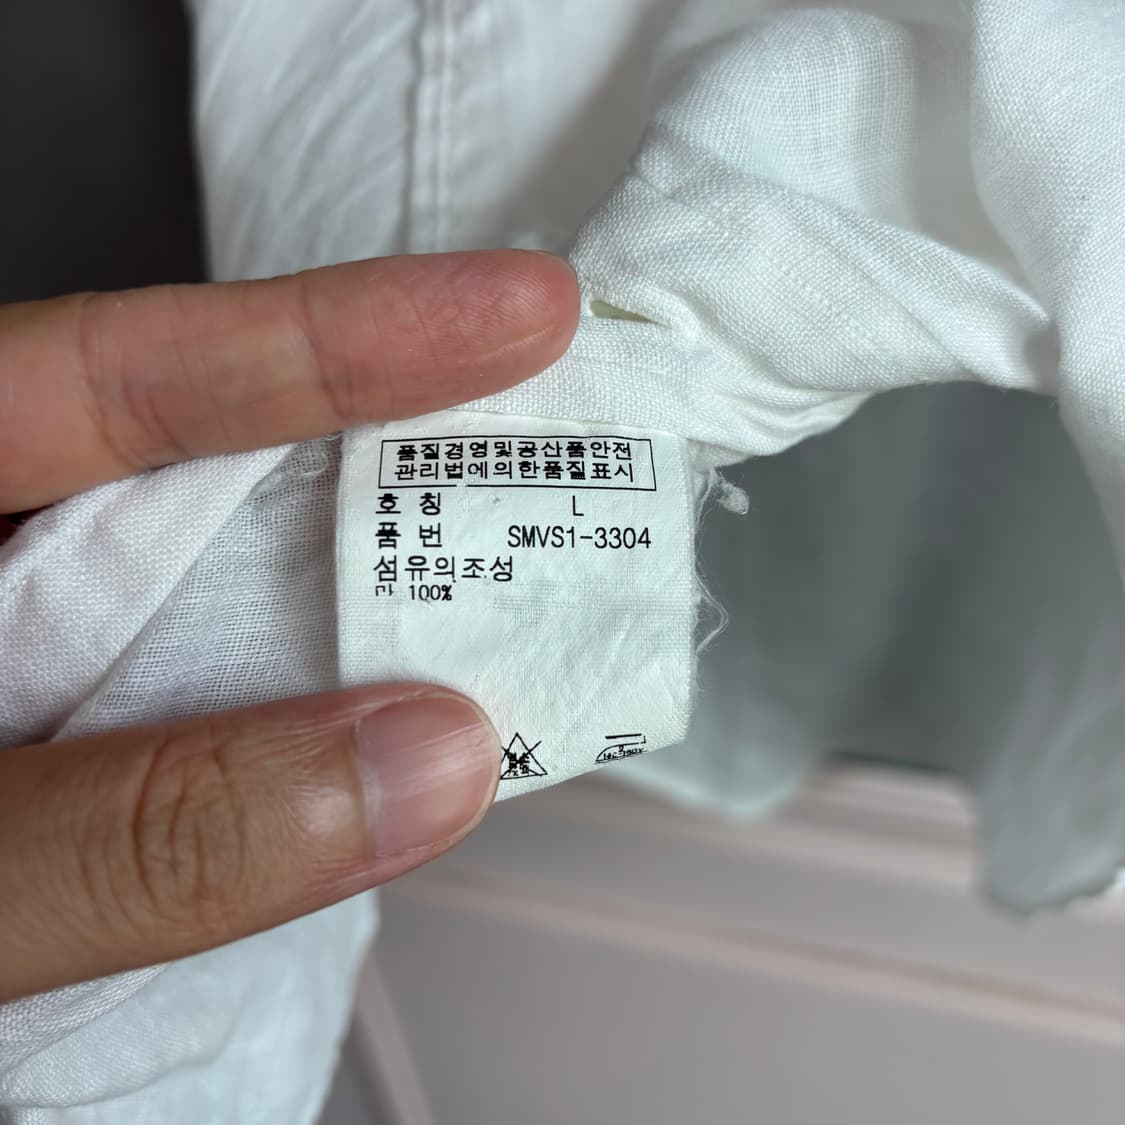 품질경영및공산품안전
관리법에의한품질표시
호 칭 L
품 번 SMVS1-3304
섬유의조성
마 100%